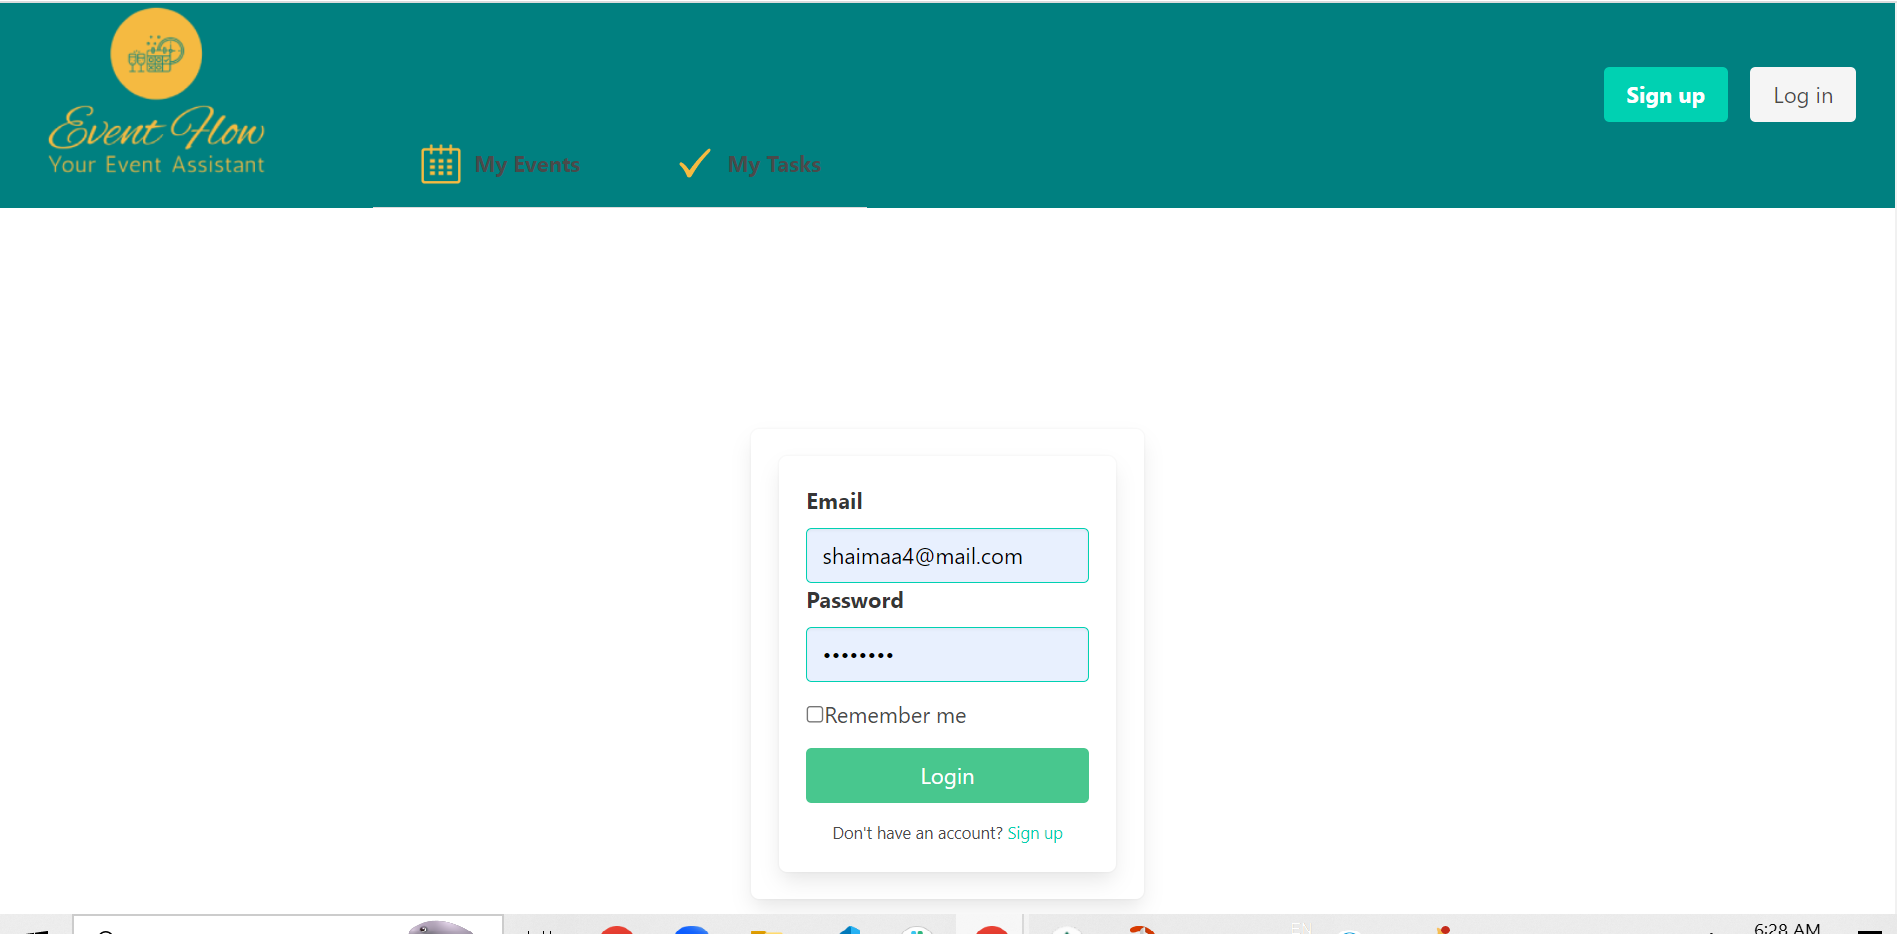 Event Flow
Your Event Assistant
My Events
My Tasks
Sign up
Log in
Email
shaimaa4@mail.com
Password
••••••••
Remember me
Login
Don't have an account? Sign up
EN
6:28 AM